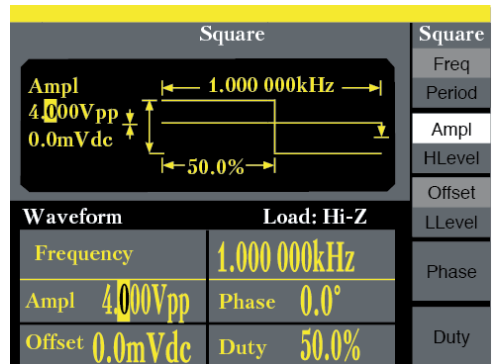 Square
Ampl
1.000 000kHz
4.000Vpp
0.0mVdc
50.0%
Waveform
Load: Hi-Z
Frequency
1.000 000kHz
Ampl 4.000Vpp
Phase 0.0°
Offset 0.0mVdc
Duty 50.0%
Square
Freq
Period
Ampl
HLevel
Offset
LLevel
Phase
Duty